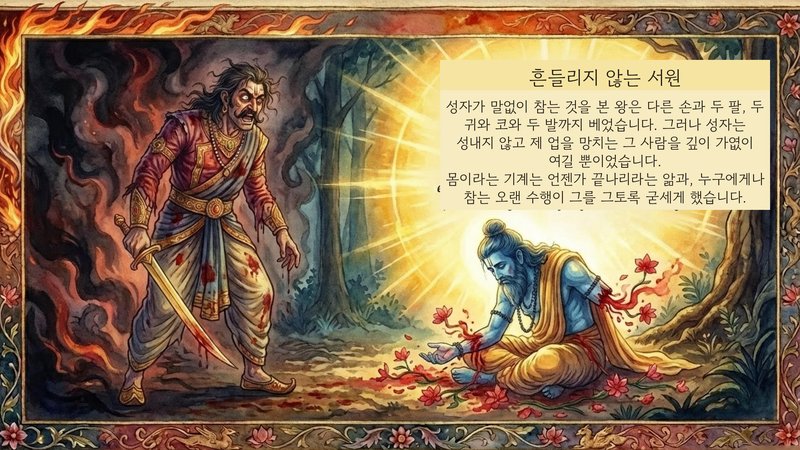 흔들리지 않는 서원
성자가 말없이 참는 것을 본 왕은 다른 손과 두 팔, 두
귀와 코와 두 발까지 베었습니다. 그러나 성자는
성내지 않고 제 업을 망치는 그 사람을 깊이 가엾이
여길 뿐이었습니다.
몸이라는 기계는 언젠가 끝나리라는 앎과, 누구에게나
참는 오랜 수행이 그를 그토록 굳세게 했습니다.